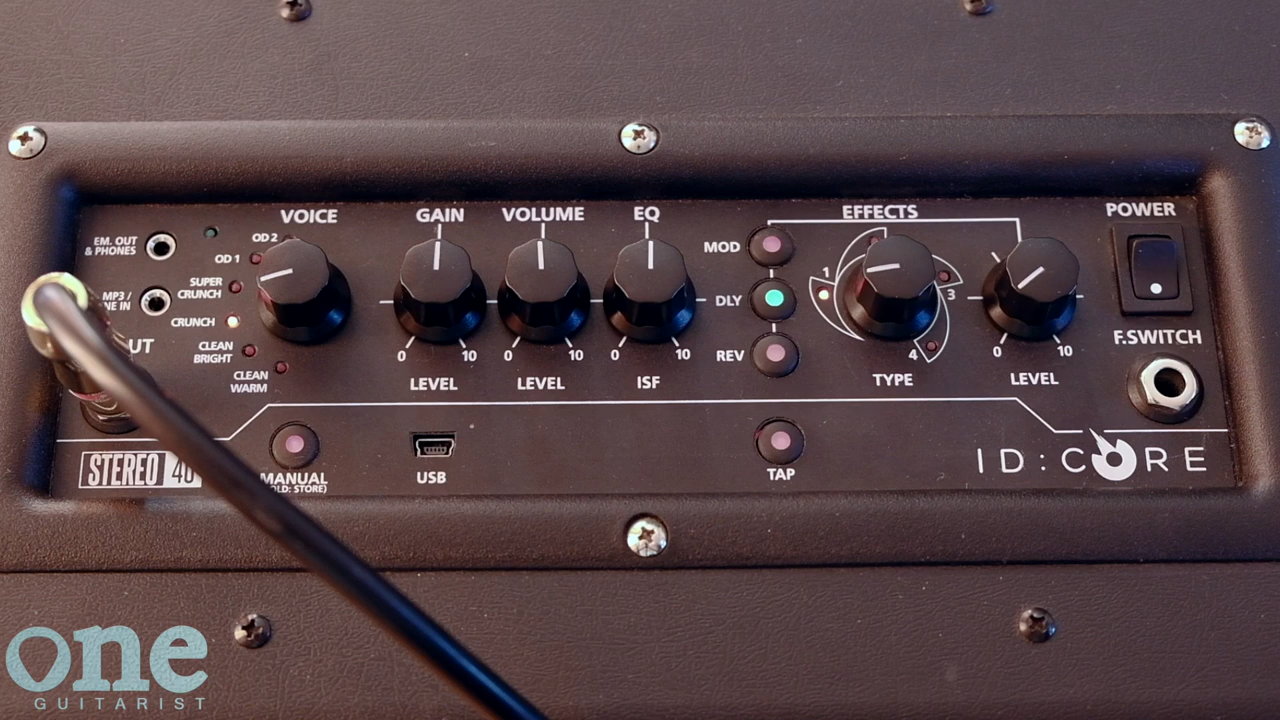 VOICE
GAIN
VOLUME
EQ
EFFECTS
POWER
EM. OUT
& PHONES
OD 2
OD 1
MOD
SUPER
CRUNCH
MP3 /
1
3
DLY
CRUNCH
F.SWITCH
CLEAN
BRIGHT
0 10
0 10
0 10
REV
4
0 10
CLEAN
WARM
LEVEL
LEVEL
ISF
TYPE
LEVEL
STEREO 40
MANUAL
USB
TAP
ID:CORE
one
GUITARIST